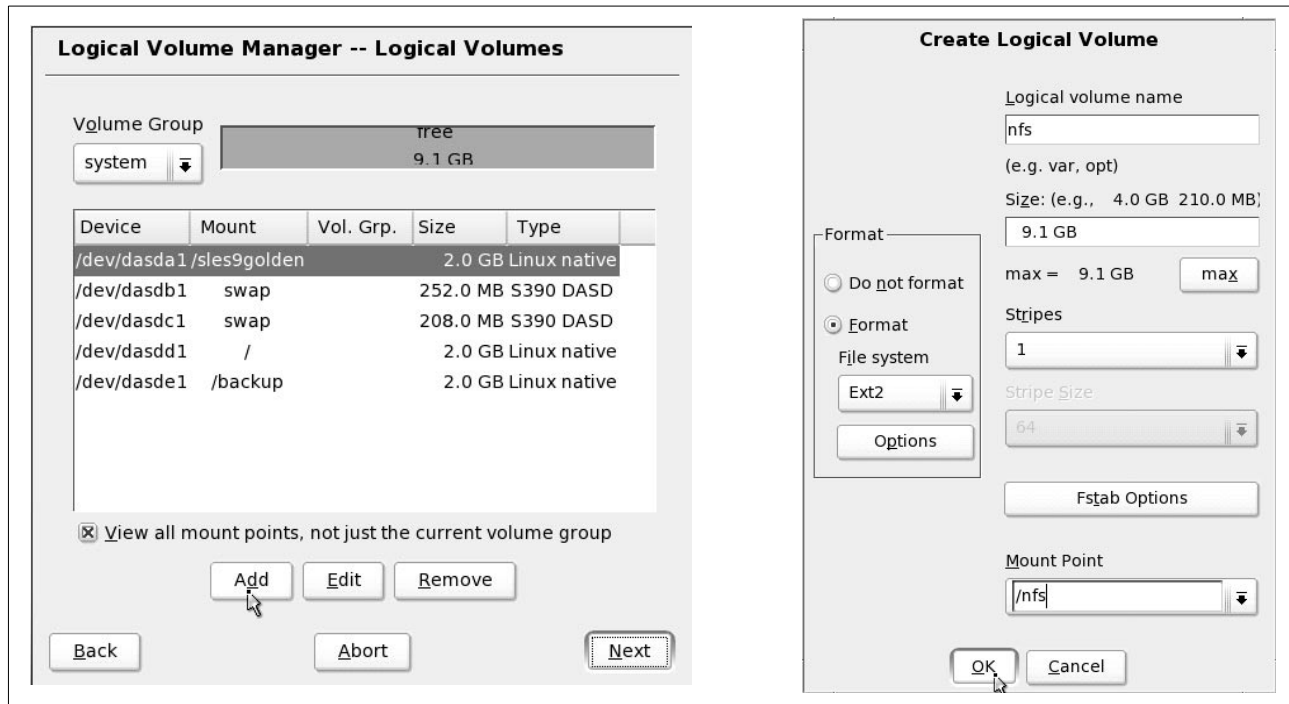 Logical Volume Manager -- Logical Volumes
Volume Group
system
free
9.1 GB
Device Mount Vol. Grp. Size Type
/dev/dasda1 /sles9golden 2.0 GB Linux native
/dev/dasdb1 swap 252.0 MB S390 DASD
/dev/dasdc1 swap 208.0 MB S390 DASD
/dev/dasdd1 / 2.0 GB Linux native
/dev/dasde1 /backup 2.0 GB Linux native
View all mount points, not just the current volume group
Add Edit Remove
Back Abort Next
Create Logical Volume
Logical volume name
nfs
(e.g. var, opt)
Size: (e.g., 4.0 GB 210.0 MB)
9.1 GB
max = 9.1 GB max
Format
Do not format
Format
File system
Ext2
Options
Stripes
1
Stripe Size
64
Fstab Options
Mount Point
/nfs
OK Cancel